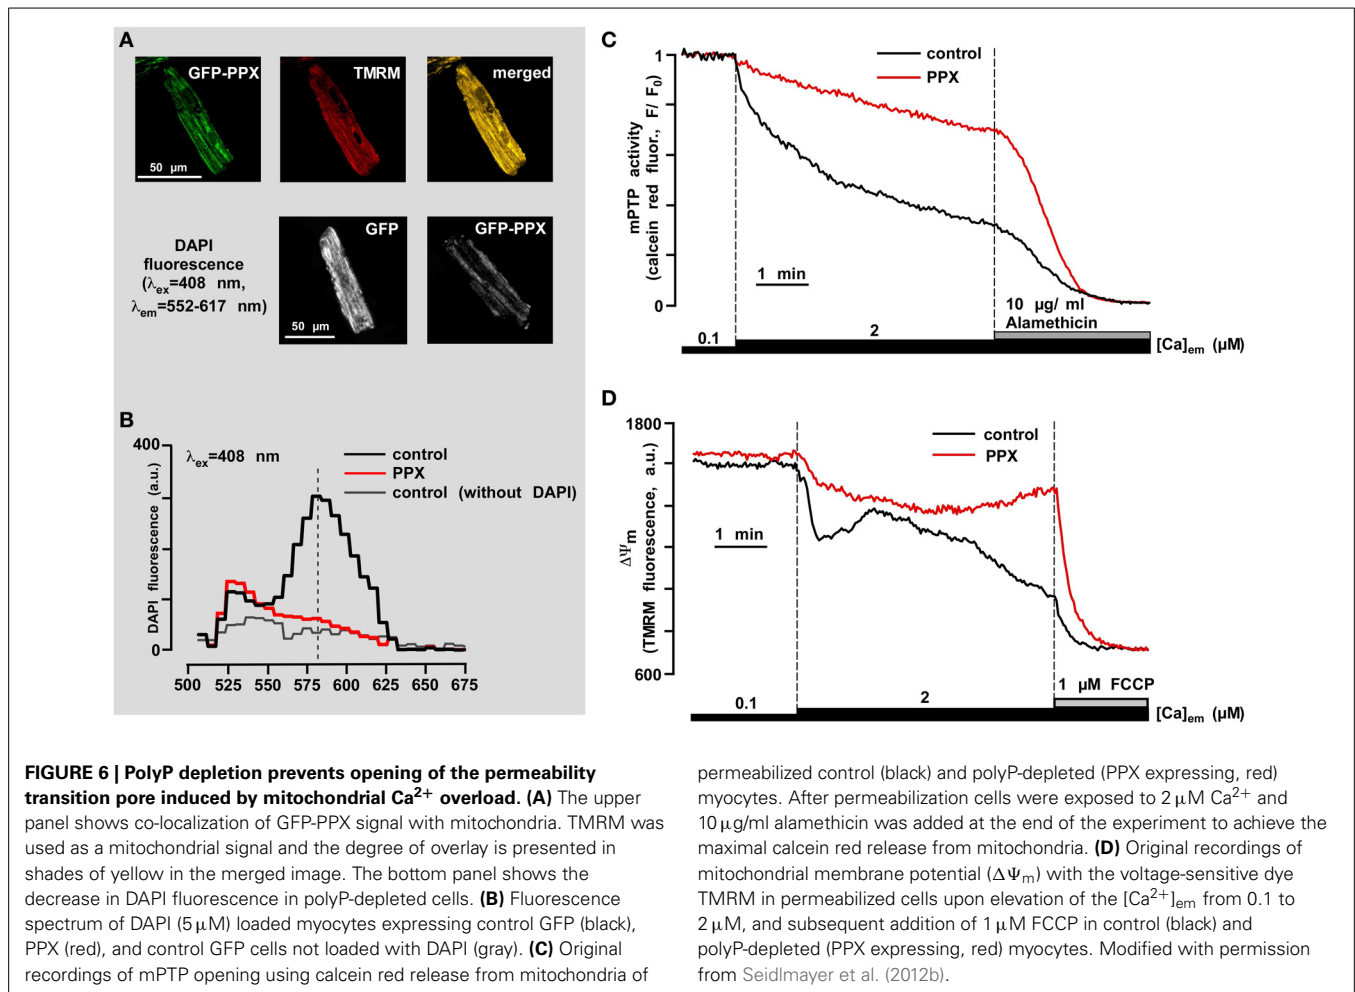 A
GFP-PPX
TMRM
merged
50 µm
DAPI
fluorescence
(λex=408 nm,
λem=552-617 nm)
GFP
GFP-PPX
50 µm
B
400
0
DAPI fluorescence (a.u.)
λex=408 nm
control
PPX
control (without DAPI)
500 525 550 575 600 625 650 675
C
1
0
mPTP activity
(calcein red fluor., F/ F0)
control
PPX
1 min
10 µg/ ml
Alamethicin
0.1
2
[Ca]em (µM)
D
1800
600
ΔΨm
(TMRM fluorescence, a.u.)
control
PPX
1 min
1 µM FCCP
0.1
2
[Ca]em (µM)
FIGURE 6 | PolyP depletion prevents opening of the permeability
transition pore induced by mitochondrial Ca2+ overload. (A) The upper
panel shows co-localization of GFP-PPX signal with mitochondria. TMRM was
used as a mitochondrial signal and the degree of overlay is presented in
shades of yellow in the merged image. The bottom panel shows the
decrease in DAPI fluorescence in polyP-depleted cells. (B) Fluorescence
spectrum of DAPI (5 µM) loaded myocytes expressing control GFP (black),
PPX (red), and control GFP cells not loaded with DAPI (gray). (C) Original
recordings of mPTP opening using calcein red release from mitochondria of
permeabilized control (black) and polyP-depleted (PPX expressing, red)
myocytes. After permeabilization cells were exposed to 2 µM Ca2+ and
10 µg/ml alamethicin was added at the end of the experiment to achieve the
maximal calcein red release from mitochondria. (D) Original recordings of
mitochondrial membrane potential (ΔΨm) with the voltage-sensitive dye
TMRM in permeabilized cells upon elevation of the [Ca2+]em from 0.1 to
2 µM, and subsequent addition of 1 µM FCCP in control (black) and
polyP-depleted (PPX expressing, red) myocytes. Modified with permission
from Seidlmayer et al. (2012b).